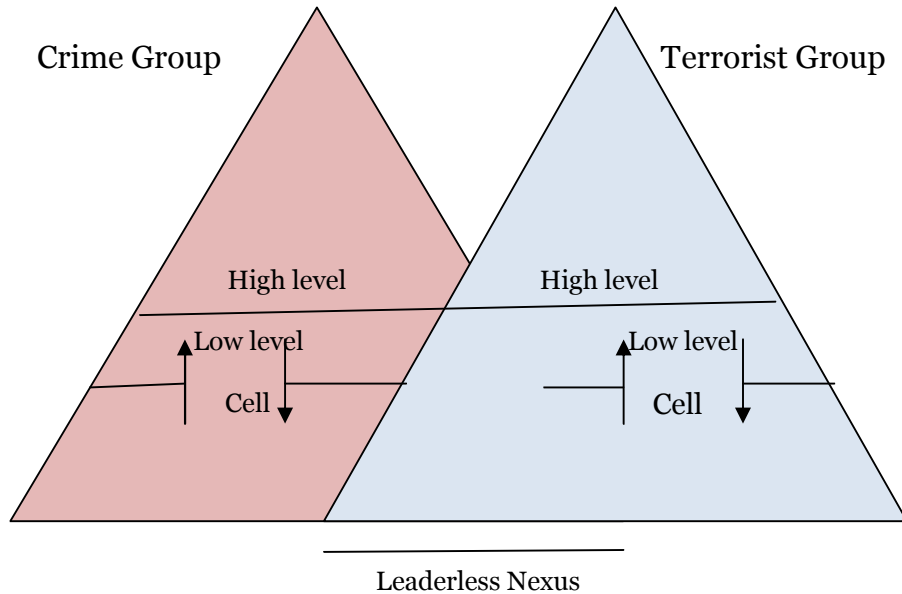 Crime Group
Terrorist Group
High level
High level
Low level
Low level
Cell
Cell
Leaderless Nexus